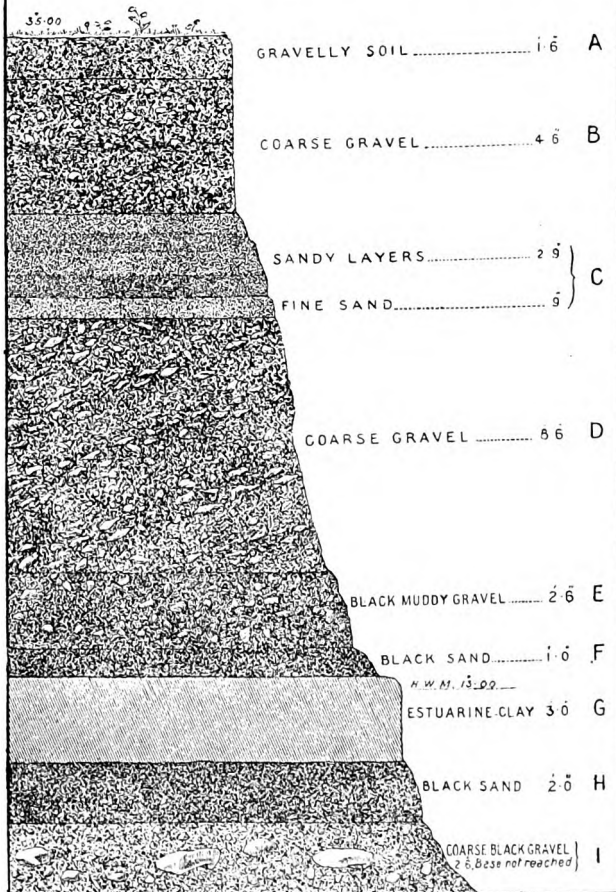 35·00
GRAVELLY SOIL 1'·6" A
COARSE GRAVEL 4 6" B
SANDY LAYERS 2 9"
C
FINE SAND 9"
COARSE GRAVEL 8 6 D
BLACK MUDDY GRAVEL 2'·6" E
BLACK SAND 1'·0" F
H.W.M. 13·00
ESTUARINE-CLAY 3'·0 G
BLACK SAND 2'·0" H
COARSE BLACK GRAVEL
2 6, Base not reached I